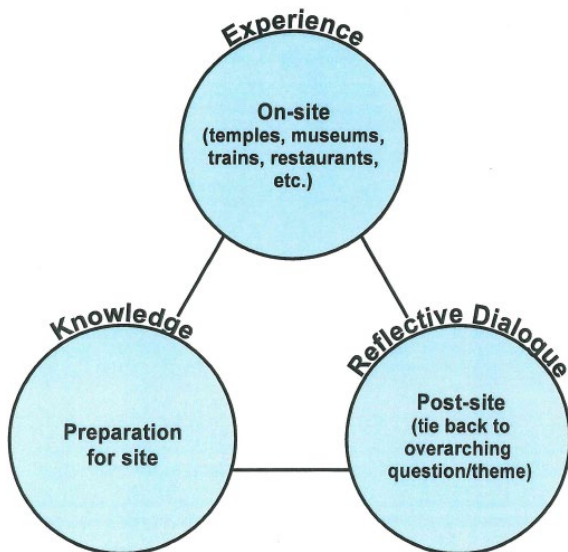 Experience
On-site
(temples, museums,
trains, restaurants,
etc.)
Knowledge
Preparation
for site
Reflective Dialogue
Post-site
(tie back to
overarching
question/theme)